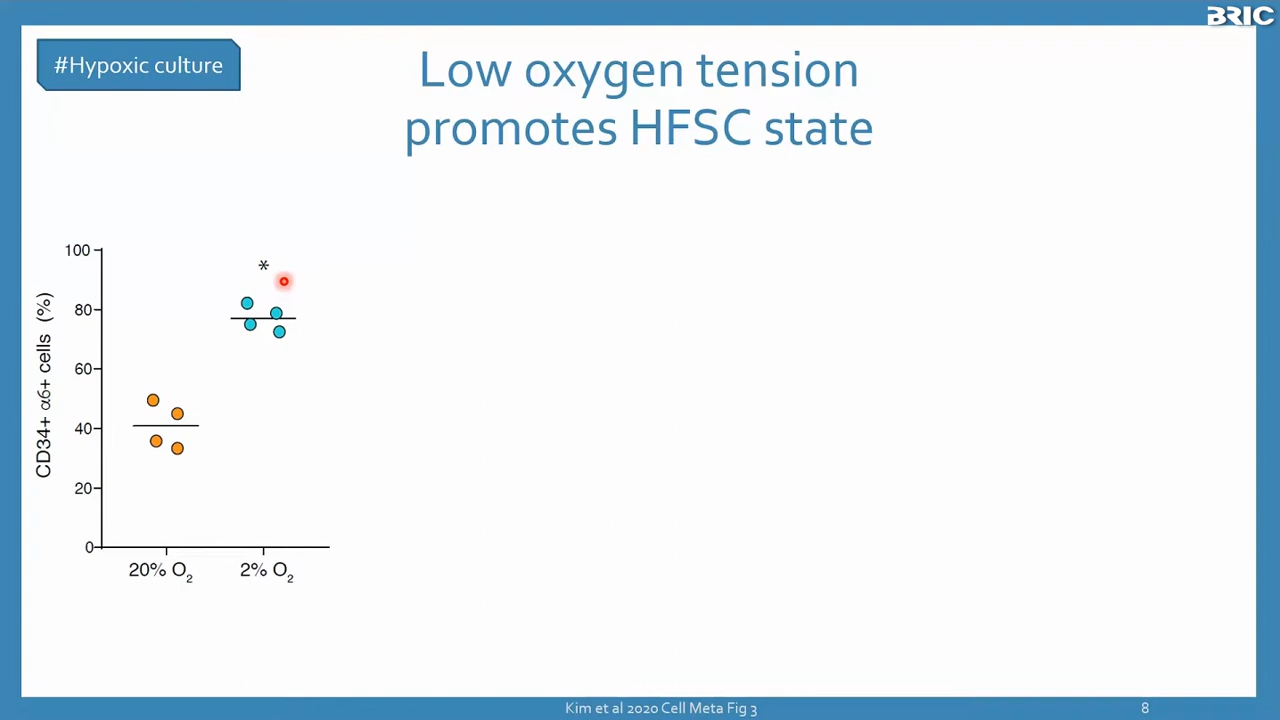 BRIC
#Hypoxic culture
Low oxygen tension
promotes HFSC state
CD34+ α6+ cells (%)
100
80
60
40
20
0
*
20% O2
2% O2
Kim et al 2020 Cell Meta Fig 3
8